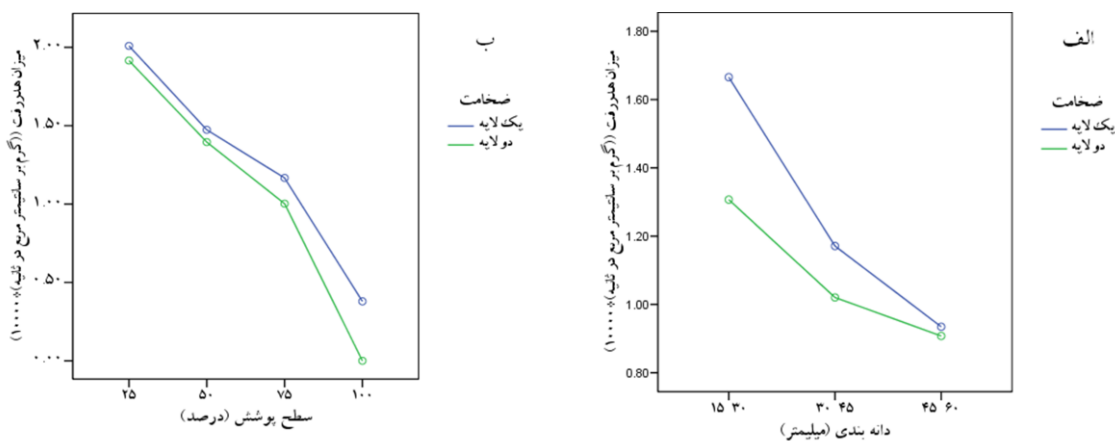 الف
ضخامت
یک لایه
دو لایه
میزان هدررفت ((گرم بر سانتیمتر مربع در ثانیه)*۱۰۰۰۰)
1.80
1.60
1.40
1.20
1.00
0.80
۱۵-۳۰
۳۰-۴۵
۴۵-۶۰
دانه بندی (میلیمتر)
ب
ضخامت
یک لایه
دو لایه
میزان هدررفت ((گرم بر سانتیمتر مربع در ثانیه)*۱۰۰۰۰)
۲.۰۰
۱.۵۰
۱.۰۰
۰.۵۰
۰.۰۰
۲۵
۵۰
۷۵
۱۰۰
سطح پوشش (درصد)